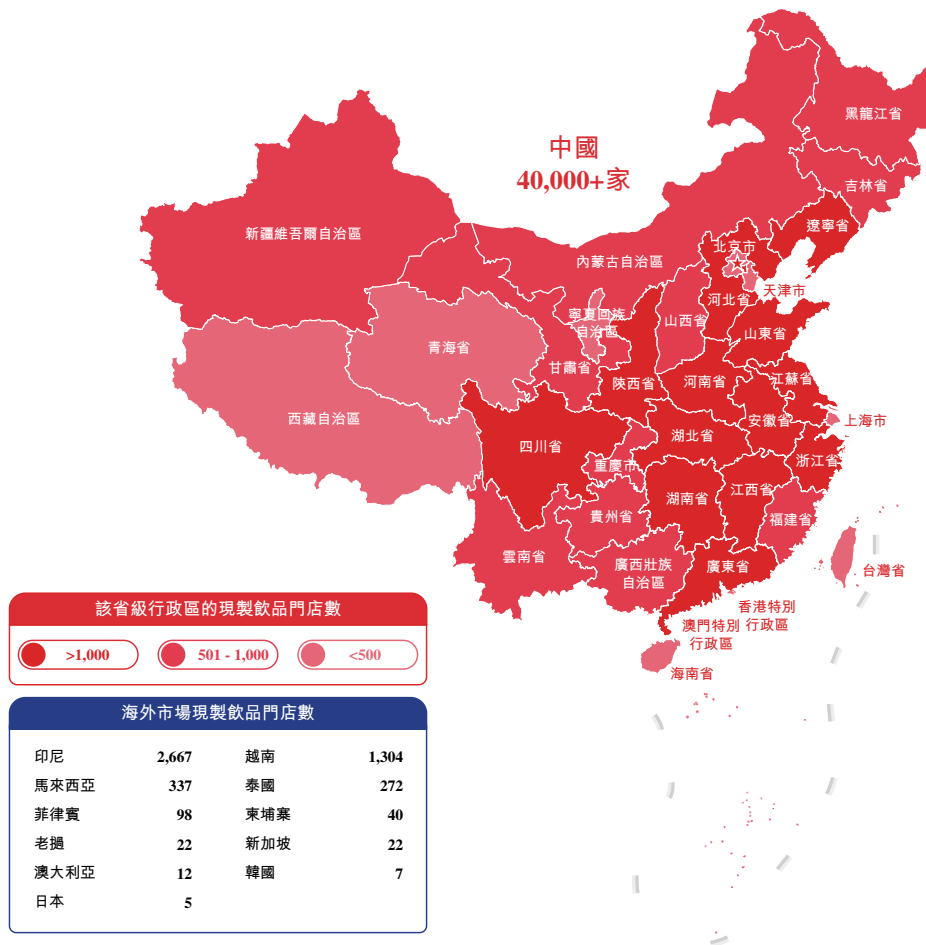 中國
40,000+家
黑龍江省
吉林省
遼寧省
新疆維吾爾自治區
內蒙古自治區
北京市
天津市
河北省
寧夏回族
自治區
山西省
山東省
青海省
甘肅省
陝西省
河南省
江蘇省
西藏自治區
安徽省
上海市
四川省
湖北省
重慶市
浙江省
湖南省
江西省
貴州省
福建省
雲南省
廣西壯族
自治區
廣東省
台灣省
香港特別
行政區
澳門特別
行政區
海南省
該省級行政區的現製飲品門店數
>1,000 501 - 1,000 <500
海外市場現製飲品門店數
印尼 2,667 越南 1,304
馬來西亞 337 泰國 272
菲律賓 98 柬埔寨 40
老撾 22 新加坡 22
澳大利亞 12 韓國 7
日本 5